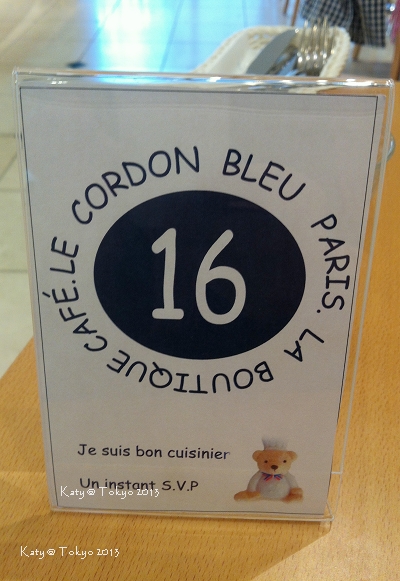 LE CORDON BLEU PARIS. LA BOUTIQUE CAFÉ.
16
Je suis bon cuisinier
Un instant S.V.P
Katy @ Tokyo 2013
Katy @ Tokyo 2013